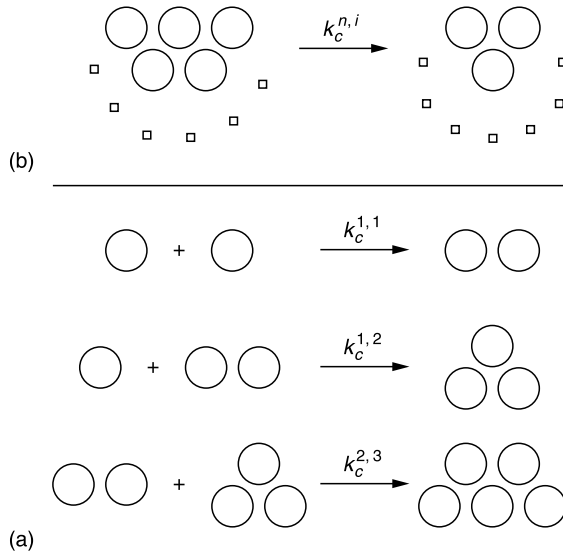 k_c^{n,i}
(b)
+ k_c^{1,1}
+ k_c^{1,2}
+ k_c^{2,3}
(a)